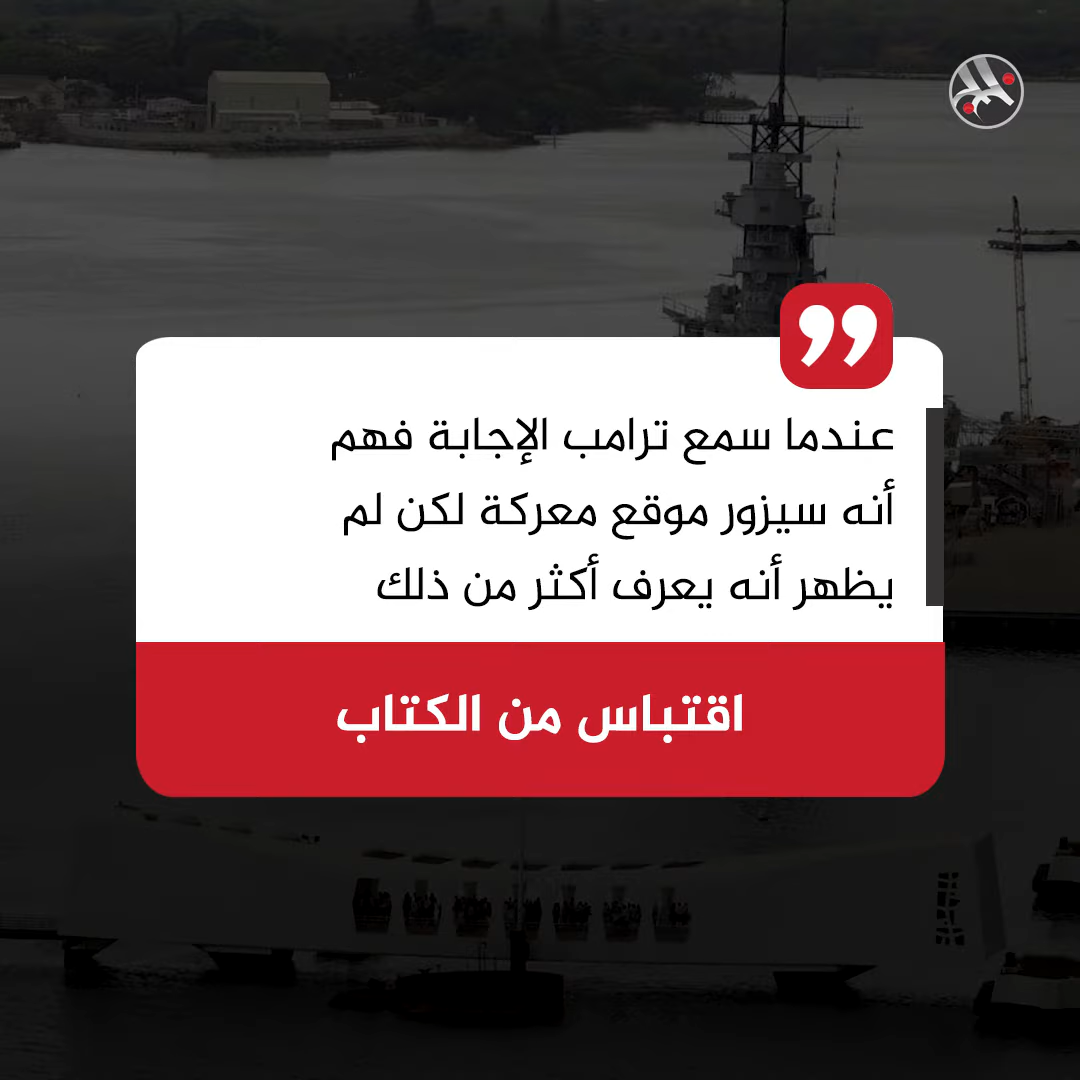 عندما سمع ترامب الإجابة فهم
أنه سيزور موقع معركة لكن لم
يظهر أنه يعرف أكثر من ذلك
اقتباس من الكتاب